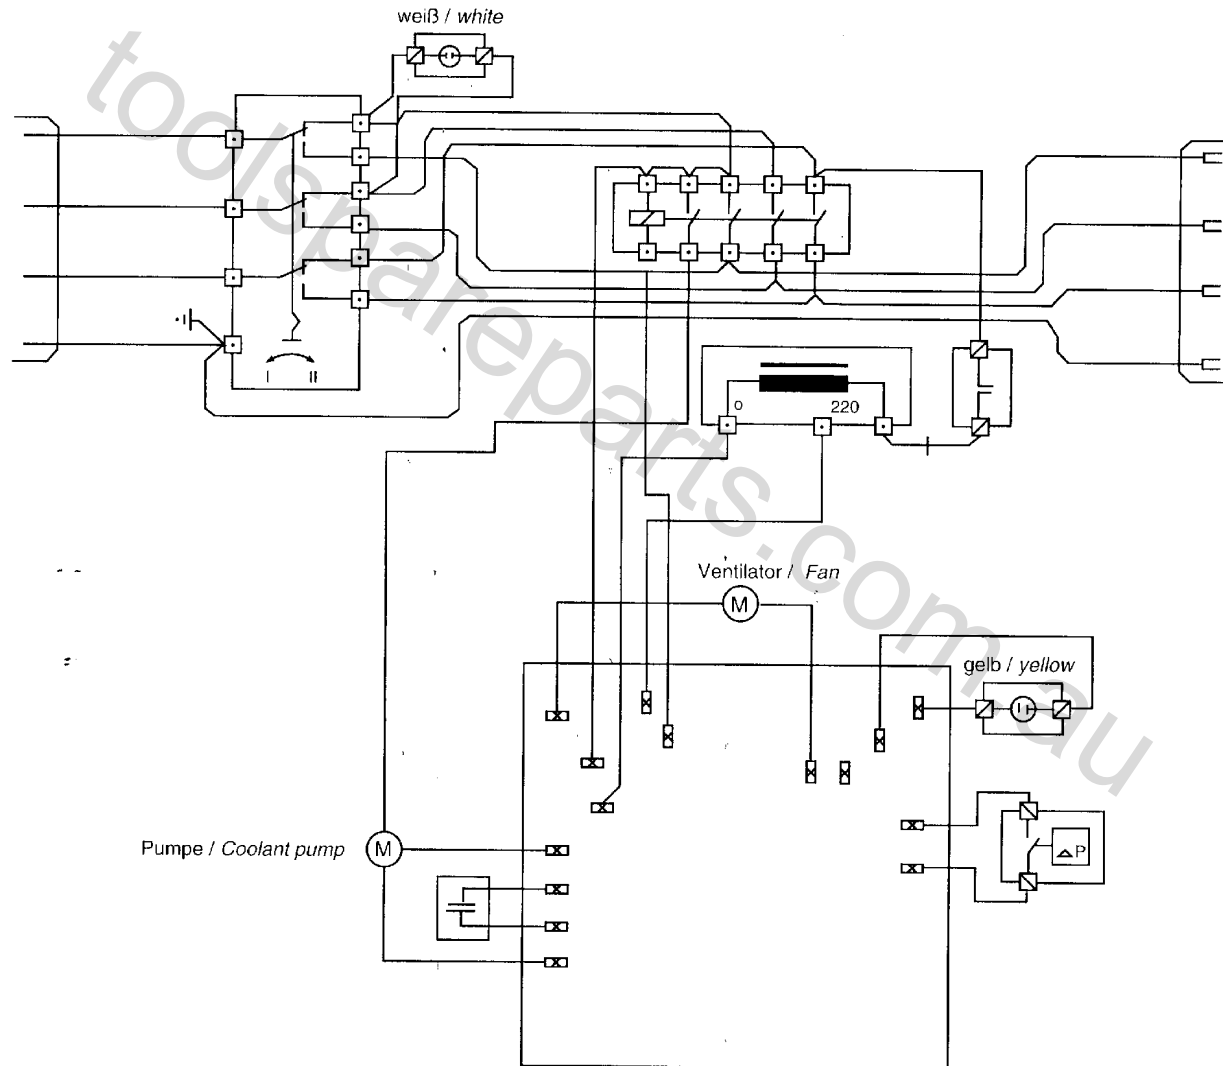 weiß / white
I II
0 220
Ventilator / Fan
M
gelb / yellow
Pumpe / Coolant pump M
P
toolspareparts.com.au